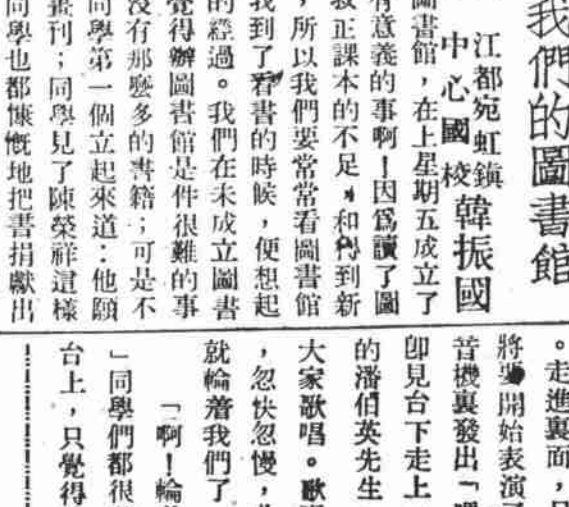 我們的圖書館
江都宛虹鎮
中心國校
韓振國
圖書館，在上星期五成立了
有意義的事啊！因爲讀了圖
正課本的不足，和得到新
，所以我們要常常看圖書館
我到了看書的時候，便想起
的經過。我們在未成立圖書
覺得辦圖書館是件很難的事
沒有那麽多的書籍；可是不
同學第一個立起來道：他願
畫刊；同學見了陳榮祥這樣
同學也都慷慨地把書捐獻出
。走進裏面，
將要開始表演
音機裏發出「
卽見台下走上
的潘伯英先生
大家歌唱。歌
，忽快忽慢，
就輪着我們了
「啊！輪
」同學們都很
台上，只覺得